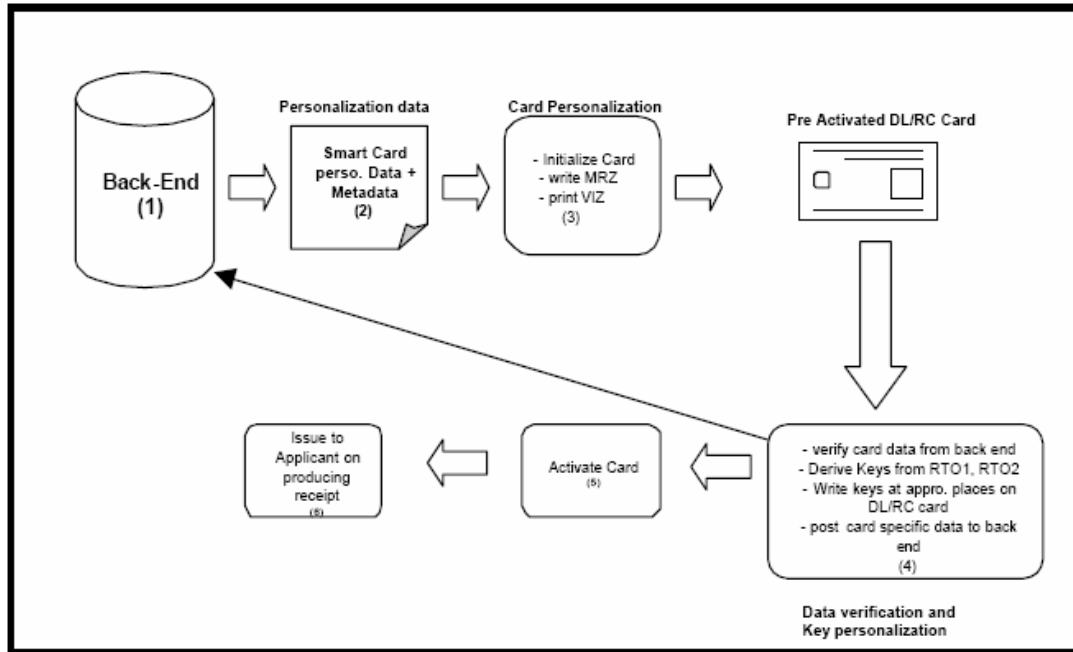 Back-End
(1)
Personalization data
Smart Card
perso. Data +
Metadata
(2)
Card Personalization
- Initialize Card
- write MRZ
- print VIZ
(3)
Pre Activated DL/RC Card
- verify card data from back end
- Derive Keys from RTO1, RTO2
- Write keys at appro. places on
DL/RC card
- post card specific data to back
end
(4)
Data verification and
Key personalization
Activate Card
(5)
Issue to
Applicant on
producing
receipt
(6)